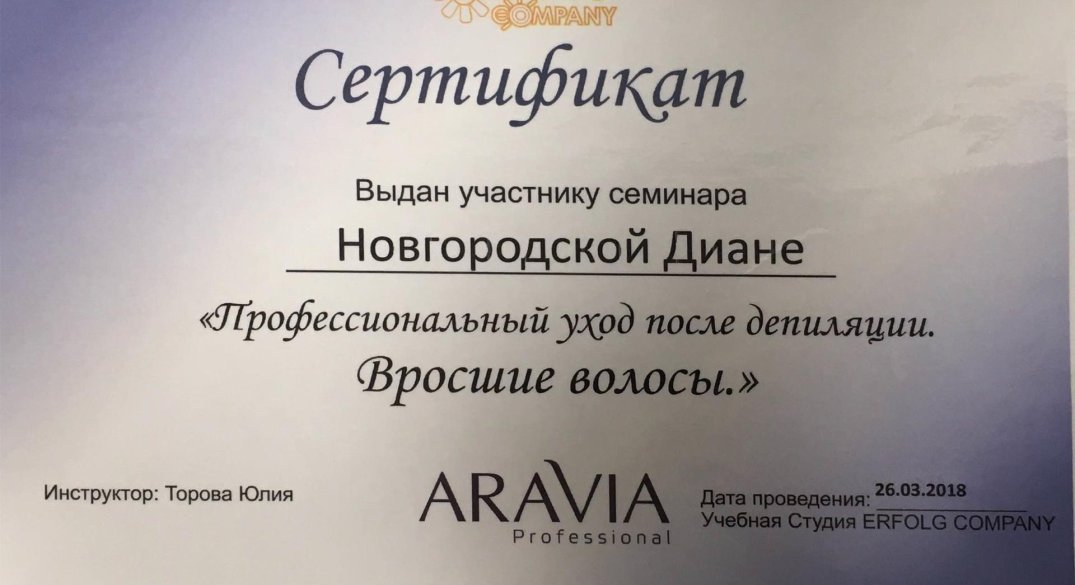 COMPANY
Сертификат
Выдан участнику семинара
Новгородской Диане
«Профессиональный уход после депиляции.
Вросшие волосы.»
Инструктор: Торова Юлия
ARAVIA
Professional
Дата проведения: 26.03.2018
Учебная Студия ERFOLG COMPANY